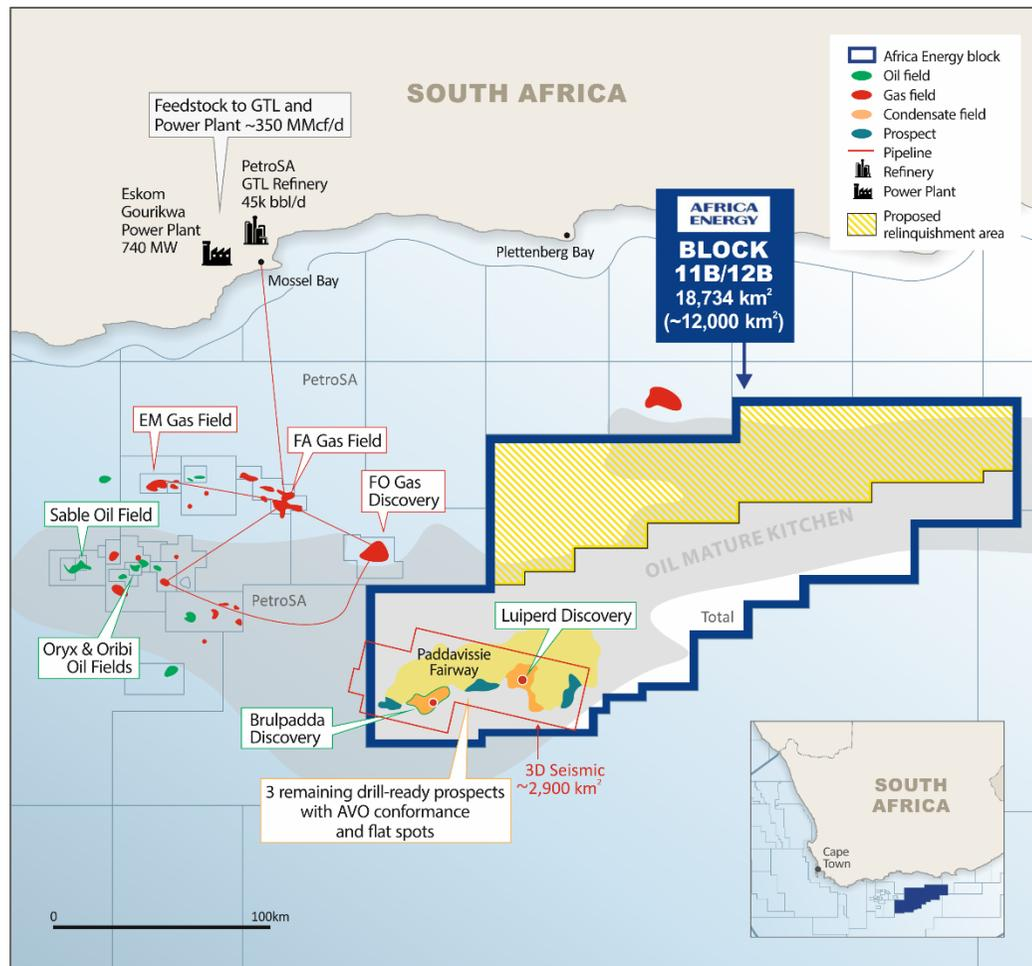 SOUTH AFRICA
Africa Energy block
Oil field
Gas field
Condensate field
Prospect
Pipeline
Refinery
Power Plant
Proposed
relinquishment area
Feedstock to GTL and
Power Plant ~350 MMcf/d
PetroSA
GTL Refinery
45k bbl/d
Eskom
Gourikwa
Power Plant
740 MW
Mossel Bay
Plettenberg Bay
AFRICA
ENERGY
BLOCK
11B/12B
18,734 km²
(~12,000 km²)
PetroSA
EM Gas Field
FA Gas Field
FO Gas
Discovery
Sable Oil Field
OIL MATURE KITCHEN
PetroSA
Luiperd Discovery
Total
Oryx & Oribi
Oil Fields
Paddavissie
Fairway
Brulpadda
Discovery
3D Seismic
~2,900 km²
3 remaining drill-ready prospects
with AVO conformance
and flat spots
SOUTH
AFRICA
Cape
Town
0 100km